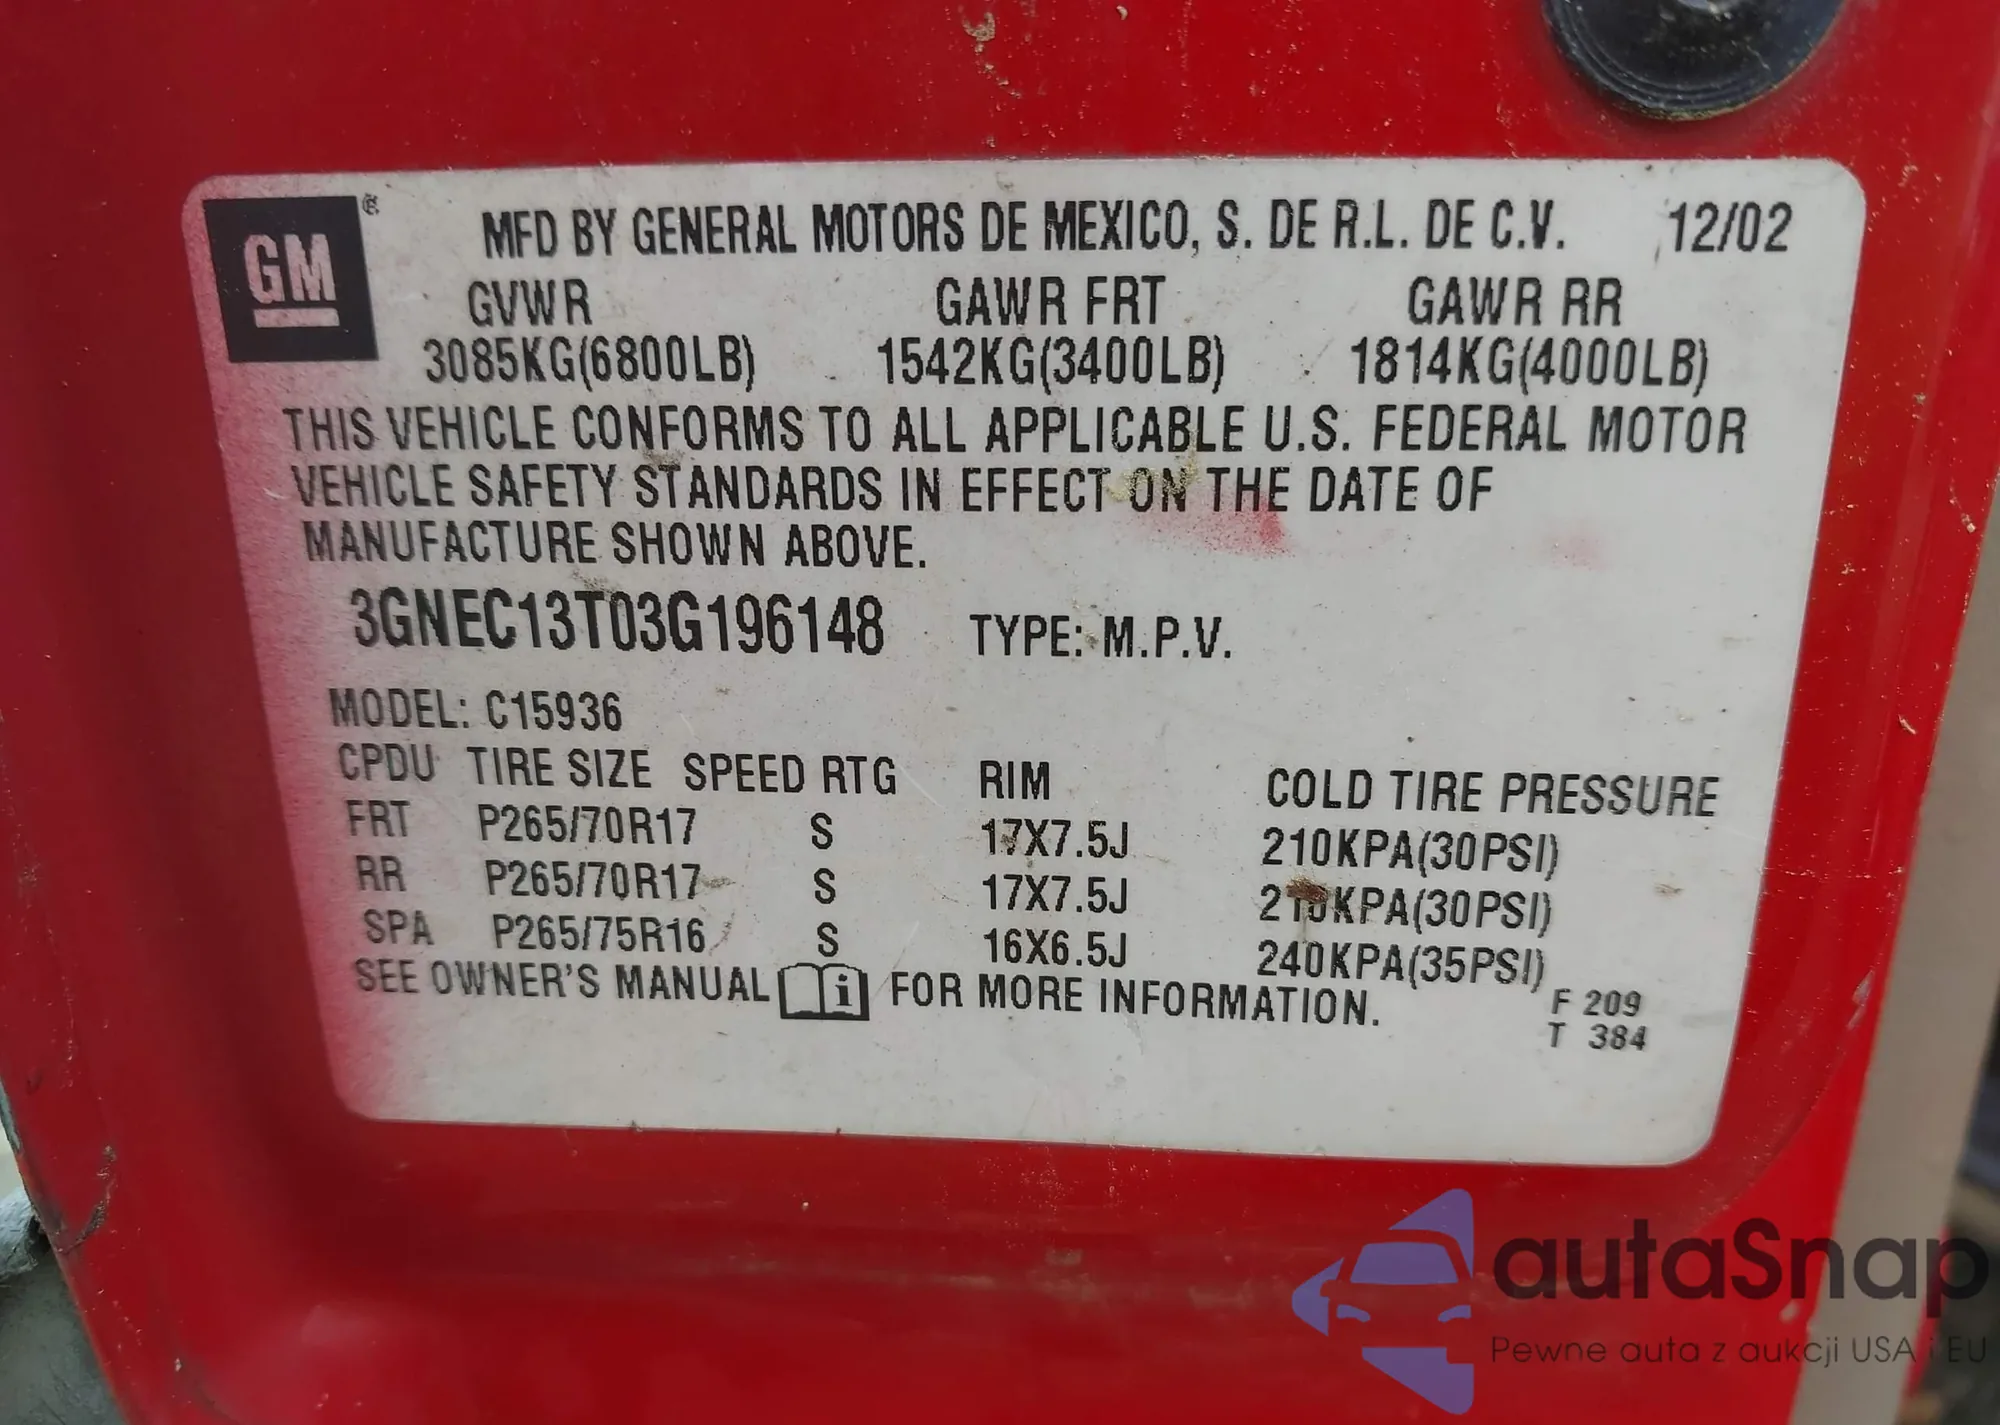 GM ®
MFD BY GENERAL MOTORS DE MEXICO, S. DE R.L. DE C.V. 12/02
GVWR GAWR FRT GAWR RR
3085KG(6800LB) 1542KG(3400LB) 1814KG(4000LB)
THIS VEHICLE CONFORMS TO ALL APPLICABLE U.S. FEDERAL MOTOR
VEHICLE SAFETY STANDARDS IN EFFECT ON THE DATE OF
MANUFACTURE SHOWN ABOVE.
3GNEC13T03G196148 TYPE: M.P.V.
MODEL: C15936
CPDU TIRE SIZE SPEED RTG RIM COLD TIRE PRESSURE
FRT P265/70R17 S 17X7.5J 210KPA(30PSI)
RR P265/70R17 S 17X7.5J 210KPA(30PSI)
SPA P265/75R16 S 16X6.5J 240KPA(35PSI)
SEE OWNER'S MANUAL i FOR MORE INFORMATION.
F 209
T 384
autaSnap
Pewne auta z aukcji USA i EU